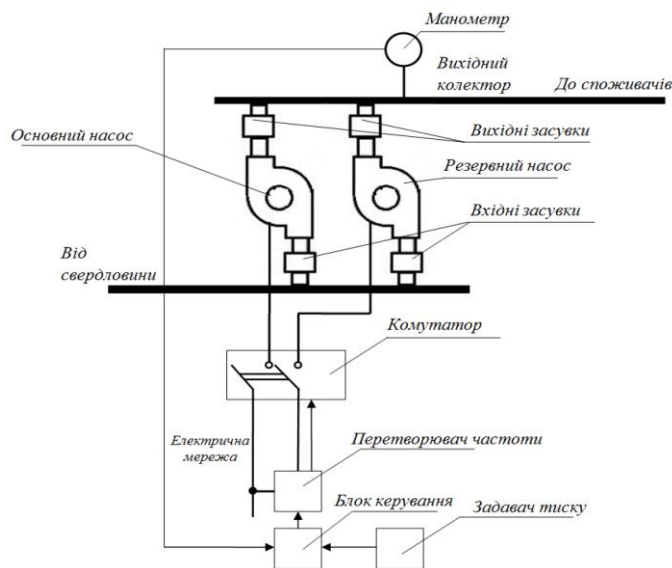 Манометр
Вихідний
колектор
До споживачів
Основний насос
Вихідні засувки
Резервний насос
Вхідні засувки
Від
свердловини
Комутатор
Електрична
мережа
Перетворювач частоти
Блок керування
Задавач тиску